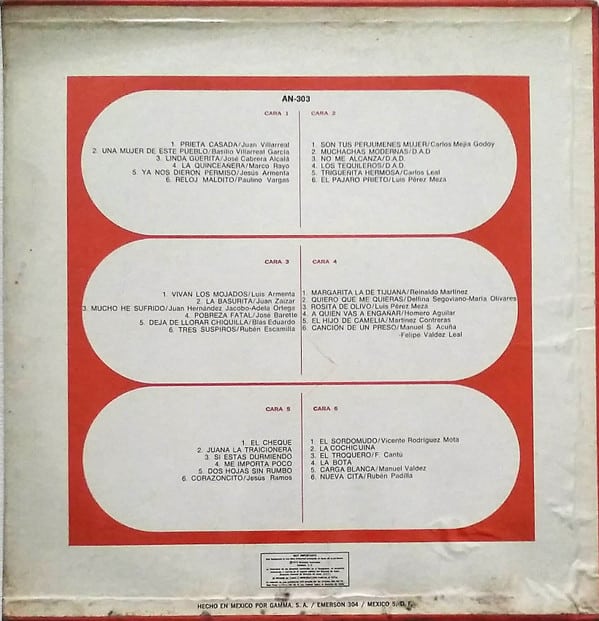 AN-303
CARA 1
1. PRIETA CASADA/Juan Villarreal
2. UNA MUJER DE ESTE PUEBLO/Basilio Villarreal García
3. LINDA GUERITA/José Cabrera Alcalá
4. LA QUINCEAÑERA/Marco Rayo
5. YA NOS DIERON PERMISO/Jesús Armenta
6. RELOJ MALDITO/Paulino Vargas
CARA 2
1. SON TUS PERJUMENES MUJER/Carlos Mejía Godoy
2. MUCHACHAS MODERNAS/D.A.D
3. NO ME ALCANZA/D.A.D.
4. LOS TEQUILEROS/D.A.D.
5. TRIGUEÑITA HERMOSA/Carlos Leal
6. EL PAJARO PRIETO/Luis Pérez Meza
CARA 3
1. VIVAN LOS MOJADOS/Luis Armenta
2. LA BASURITA/Juan Zaizar
3. MUCHO HE SUFRIDO/Juan Hernández Jacobo-Adela Ortega
4. POBREZA FATAL/José Barette
5. DEJA DE LLORAR CHIQUILLA/Blas Eduardo
6. TRES SUSPIROS/Rubén Escamilla
CARA 4
1. MARGARITA LA DE TIJUANA/Reinaldo Martínez
2. QUIERO QUE ME QUIERAS/Delfina Segoviano-María Olivares
3. ROSITA DE OLIVO/Luis Pérez Meza
4. A QUIEN VAS A ENGAÑAR/Homero Aguilar
5. EL HIJO DE CAMELIA/Martínez Contreras
6. CANCION DE UN PRESO/Manuel S. Acuña
-Felipe Valdez Leal
CARA 5
1. EL CHEQUE
2. JUANA LA TRAICIONERA
3. SI ESTAS DURMIENDO
4. ME IMPORTA POCO
5. DOS HOJAS SIN RUMBO
6. CORAZONCITO/Jesús Ramos
CARA 6
1. EL SORDOMUDO/Vicente Rodríguez Mota
2. LA COCHICUINA
3. EL TROQUERO/F. Cantú
4. LA BOTA
5. CARGA BLANCA/Manuel Valdez
6. NUEVA CITA/Rubén Padilla
MUY IMPORTANTE
HECHO EN MEXICO POR GAMMA, S.A. / EMERSON 304 / MEXICO 5, D. F.